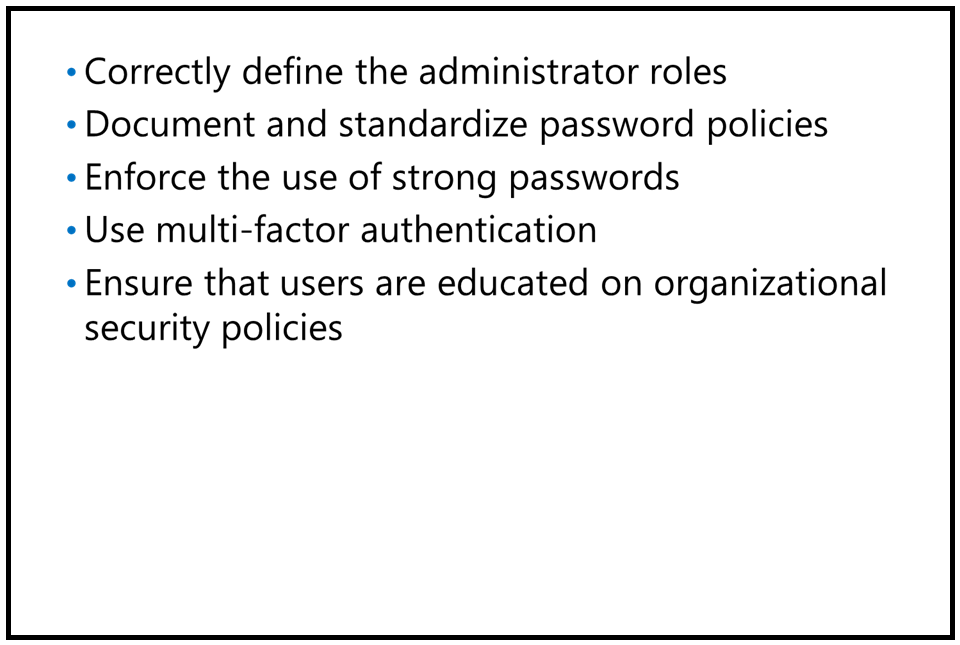 • Correctly define the administrator roles
• Document and standardize password policies
• Enforce the use of strong passwords
• Use multi-factor authentication
• Ensure that users are educated on organizational
security policies